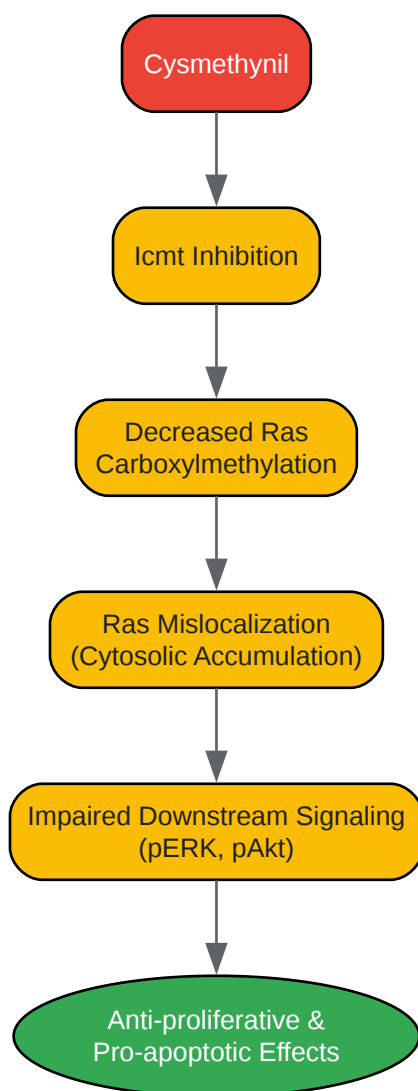 Cysmethynil
Icmt Inhibition
Decreased Ras
Carboxylmethylation
Ras Mislocalization
(Cytosolic Accumulation)
Impaired Downstream Signaling
(pERK, pAkt)
Anti-proliferative &
Pro-apoptotic Effects